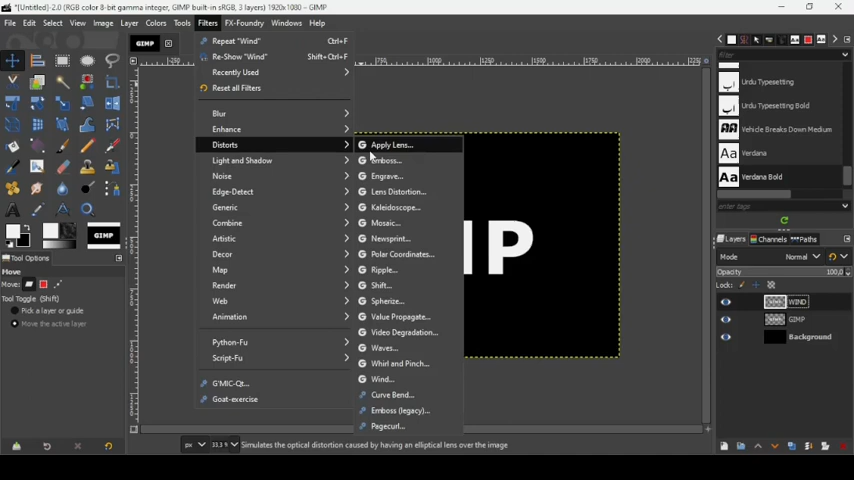 *[Untitled]-2.0 (RGB color 8-bit gamma integer, GIMP built-in sRGB, 3 layers) 1920x1080 – GIMP
File Edit Select View Image Layer Colors Tools Filters FX-Foundry Windows Help
GIMP
Repeat "Wind" Ctrl+F
Re-Show "Wind" Shift+Ctrl+F
Recently Used
Reset all Filters
Blur
Enhance
Distorts
Light and Shadow
Noise
Edge-Detect
Generic
Combine
Artistic
Decor
Map
Render
Web
Animation
Python-Fu
Script-Fu
G'MIC-Qt...
Goat-exercise
Apply Lens...
Emboss...
Engrave...
Lens Distortion...
Kaleidoscope...
Mosaic...
Newsprint...
Polar Coordinates...
Ripple...
Shift...
Spherize...
Value Propagate...
Video Degradation...
Waves...
Whirl and Pinch...
Wind...
Curve Bend...
Emboss (legacy)...
Pagecurl...
GIMP
Tool Options
Move
Move:
Tool Toggle (Shift)
Pick a layer or guide
Move the active layer
MP
px 33.3 % Simulates the optical distortion caused by having an elliptical lens over the image
filter
Urdu Typesetting
Urdu Typesetting Bold
Vehicle Breaks Down Medium
Aa Verdana
Aa Verdana Bold
enter tags
Layers Channels Paths
Mode Normal
Opacity 100,0
Lock:
WIND
GIMP
Background